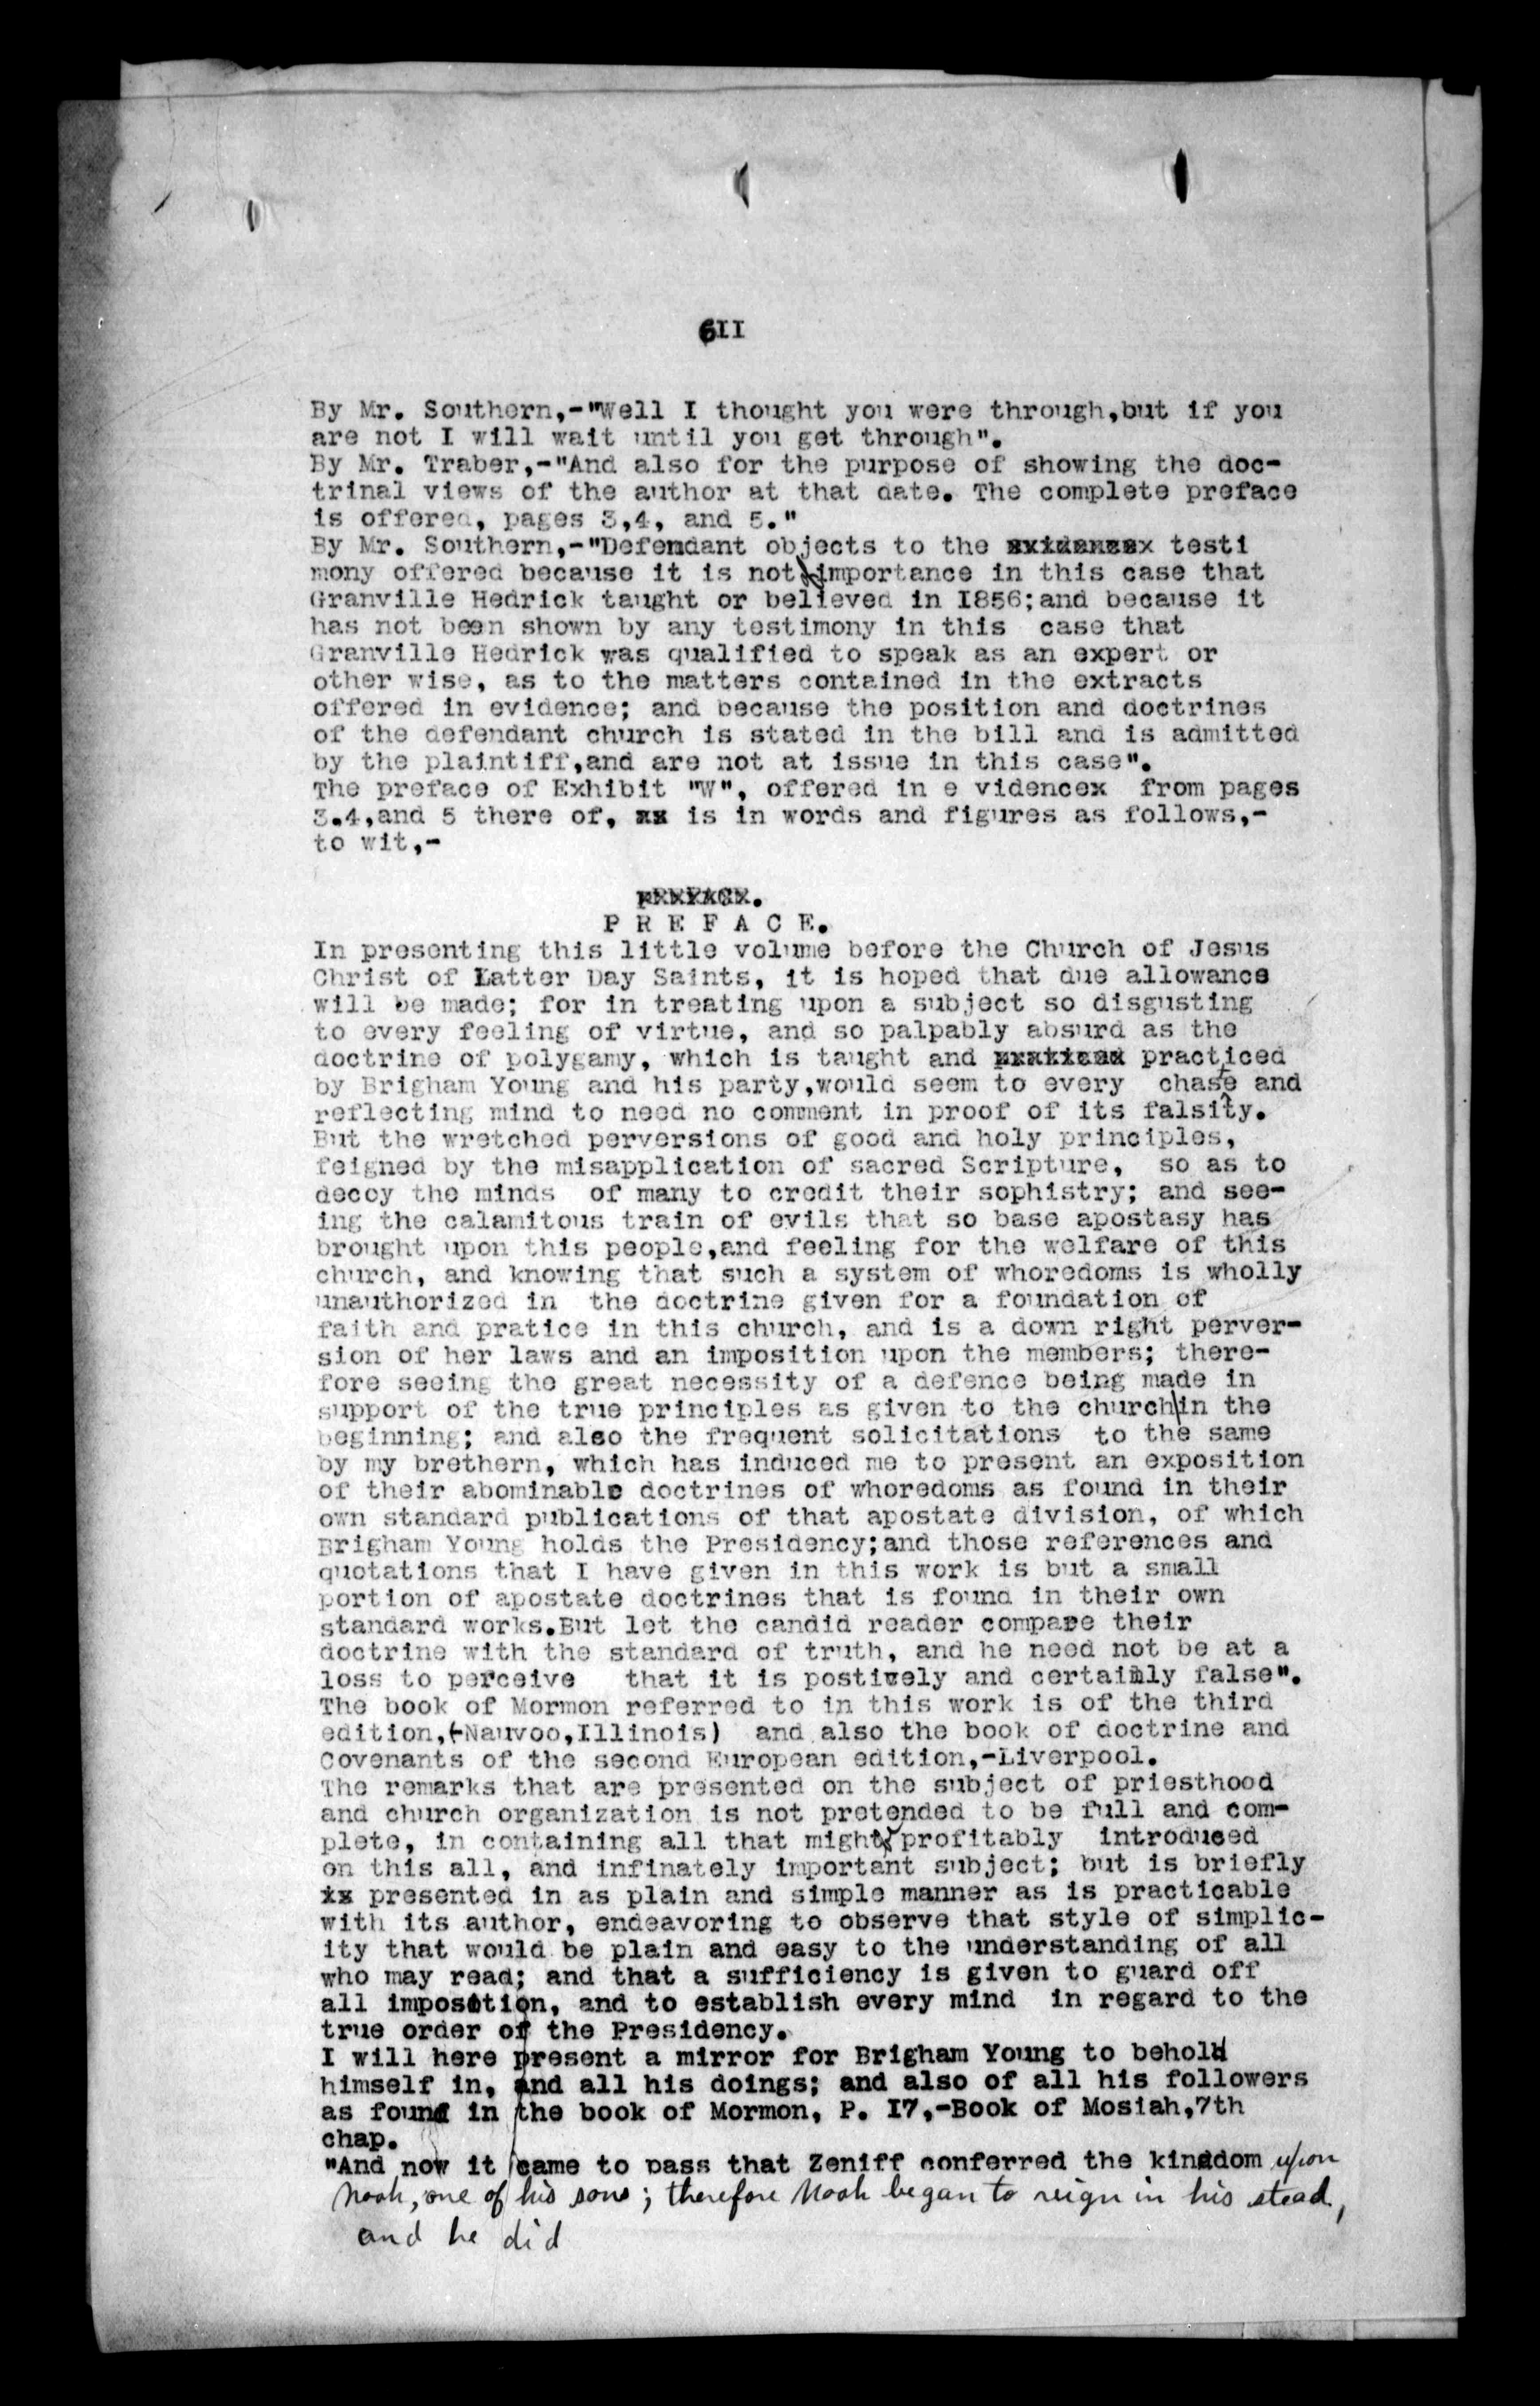 6II
By Mr. Southern,-"Well I thought you were through,but if you
are not I will wait until you get through".
By Mr. Traber,-"And also for the purpose of showing the doc-
trinal views of the author at that date. The complete preface
is offered, pages 3,4, and 5."
By Mr. Southern,-"Defendant objects to the testi
mony offered because it is not importance in this case that
Granville Hedrick taught or believed in I856;and because it
has not been shown by any testimony in this case that
Granville Hedrick was qualified to speak as an expert or
other wise, as to the matters contained in the extracts
offered in evidence; and because the position and doctrines
of the defendant church is stated in the bill and is admitted
by the plaintiff,and are not at issue in this case".
The preface of Exhibit "W", offered in e videncex from pages
3.4,and 5 there of, xx is in words and figures as follows,-
to wit,-
P R E F A C E.
In presenting this little volume before the Church of Jesus
Christ of Latter Day Saints, it is hoped that due allowance
will be made; for in treating upon a subject so disgusting
to every feeling of virtue, and so palpably absurd as the
doctrine of polygamy, which is taught and practiced
by Brigham Young and his party,would seem to every chaste and
reflecting mind to need no comment in proof of its falsity.
But the wretched perversions of good and holy principles,
feigned by the misapplication of sacred Scripture, so as to
decoy the minds of many to credit their sophistry; and see-
ing the calamitous train of evils that so base apostasy has
brought upon this people,and feeling for the welfare of this
church, and knowing that such a system of whoredoms is wholly
unauthorized in the doctrine given for a foundation of
faith and pratice in this church, and is a down right perver-
sion of her laws and an imposition upon the members; there-
fore seeing the great necessity of a defence being made in
support of the true principles as given to the church in the
beginning; and also the frequent solicitations to the same
by my brethern, which has induced me to present an exposition
of their abominable doctrines of whoredoms as found in their
own standard publications of that apostate division, of which
Brigham Young holds the Presidency;and those references and
quotations that I have given in this work is but a small
portion of apostate doctrines that is found in their own
standard works.But let the candid reader compare their
doctrine with the standard of truth, and he need not be at a
loss to perceive that it is postively and certainly false".
The book of Mormon referred to in this work is of the third
edition,(-Nauvoo,Illinois) and also the book of doctrine and
Covenants of the second European edition,-Liverpool.
The remarks that are presented on the subject of priesthood
and church organization is not pretended to be full and com-
plete, in containing all that might profitably introduced
on this all, and infinately important subject; but is briefly
xx presented in as plain and simple manner as is practicable
with its author, endeavoring to observe that style of simplic-
ity that would be plain and easy to the understanding of all
who may read; and that a sufficiency is given to guard off
all imposition, and to establish every mind in regard to the
true order of the Presidency.
I will here present a mirror for Brigham Young to behold
himself in, and all his doings; and also of all his followers
as found in the book of Mormon, P. I7,-Book of Mosiah,7th
chap.
"And now it came to pass that Zeniff conferred the kingdom upon
Noah, one of his sons; therefore Noah began to reign in his stead,
and he did